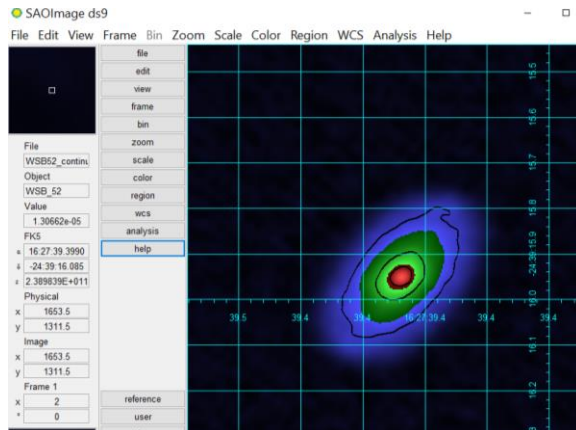 SAOImage ds9
File Edit View Frame Bin Zoom Scale Color Region WCS Analysis Help
file
edit
view
frame
bin
zoom
scale
color
region
wcs
analysis
help
reference
user
File
WSB52_continu
Object
WSB_52
Value
1.30662e-05
FK5
α 16:27:39.3990
δ -24:39:16.085
2.389839E+011
Physical
x 1653.5
y 1311.5
Image
x 1653.5
y 1311.5
Frame 1
x 2
° 0
15.5
15.6
15.7
15.8
-24:39:15.9
16.0
16.1
16.2
39.5 39.4 16:27:39.4 39.4 39.4